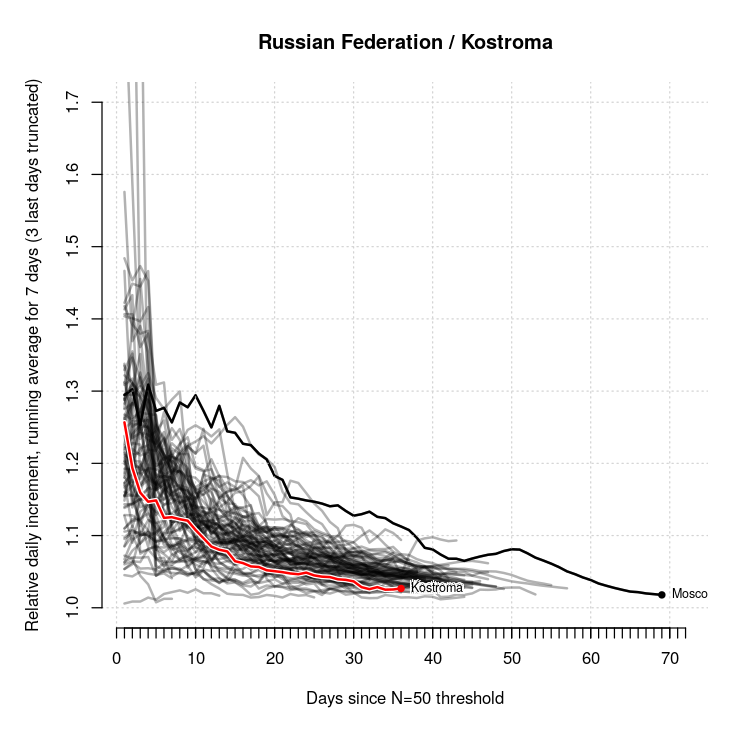 Russian Federation / Kostroma
Relative daily increment, running average for 7 days (3 last days truncated)
1.7
1.6
1.5
1.4
1.3
1.2
1.1
1.0
Kostroma
Mosco
0 10 20 30 40 50 60 70
Days since N=50 threshold